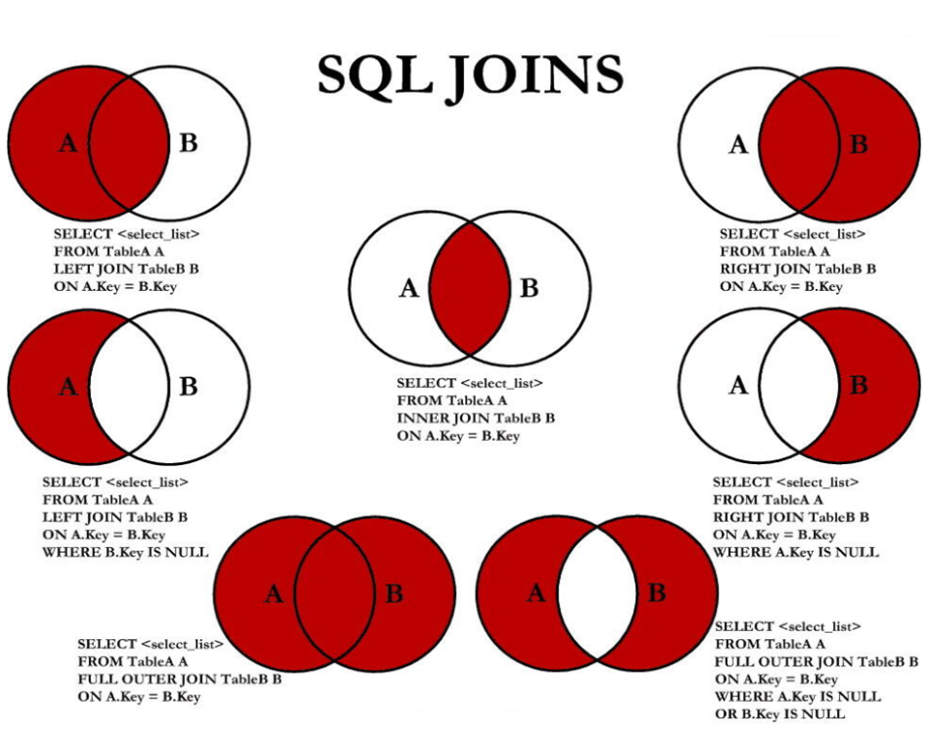 SQL JOINS
A B
SELECT <select_list>
FROM TableA A
LEFT JOIN TableB B
ON A.Key = B.Key
A B
SELECT <select_list>
FROM TableA A
RIGHT JOIN TableB B
ON A.Key = B.Key
A B
SELECT <select_list>
FROM TableA A
INNER JOIN TableB B
ON A.Key = B.Key
A B
SELECT <select_list>
FROM TableA A
LEFT JOIN TableB B
ON A.Key = B.Key
WHERE B.Key IS NULL
A B
SELECT <select_list>
FROM TableA A
RIGHT JOIN TableB B
ON A.Key = B.Key
WHERE A.Key IS NULL
A B
SELECT <select_list>
FROM TableA A
FULL OUTER JOIN TableB B
ON A.Key = B.Key
A B
SELECT <select_list>
FROM TableA A
FULL OUTER JOIN TableB B
ON A.Key = B.Key
WHERE A.Key IS NULL
OR B.Key IS NULL